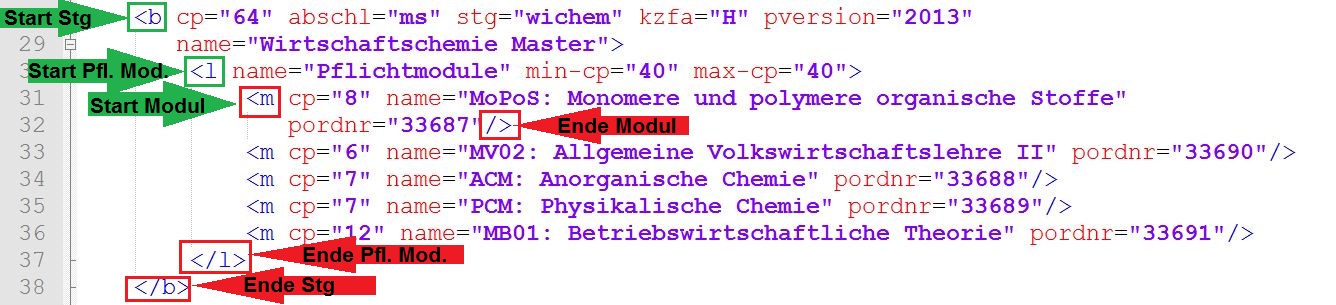 Start Stg <b cp="64" abschl="ms" stg="wichem" kzfa="H" pversion="2013"
29 name="Wirtschaftschemie Master">
3 Start Pfl. Mod. <l name="Pflichtmodule" min-cp="40" max-cp="40">
31 Start Modul <m cp="8" name="MoPoS: Monomere und polymere organische Stoffe"
32 pordnr="33687"/> Ende Modul
33 <m cp="6" name="MV02: Allgemeine Volkswirtschaftslehre II" pordnr="33690"/>
34 <m cp="7" name="ACM: Anorganische Chemie" pordnr="33688"/>
35 <m cp="7" name="PCM: Physikalische Chemie" pordnr="33689"/>
36 <m cp="12" name="MB01: Betriebswirtschaftliche Theorie" pordnr="33691"/>
37 </l> Ende Pfl. Mod.
38 </b> Ende Stg